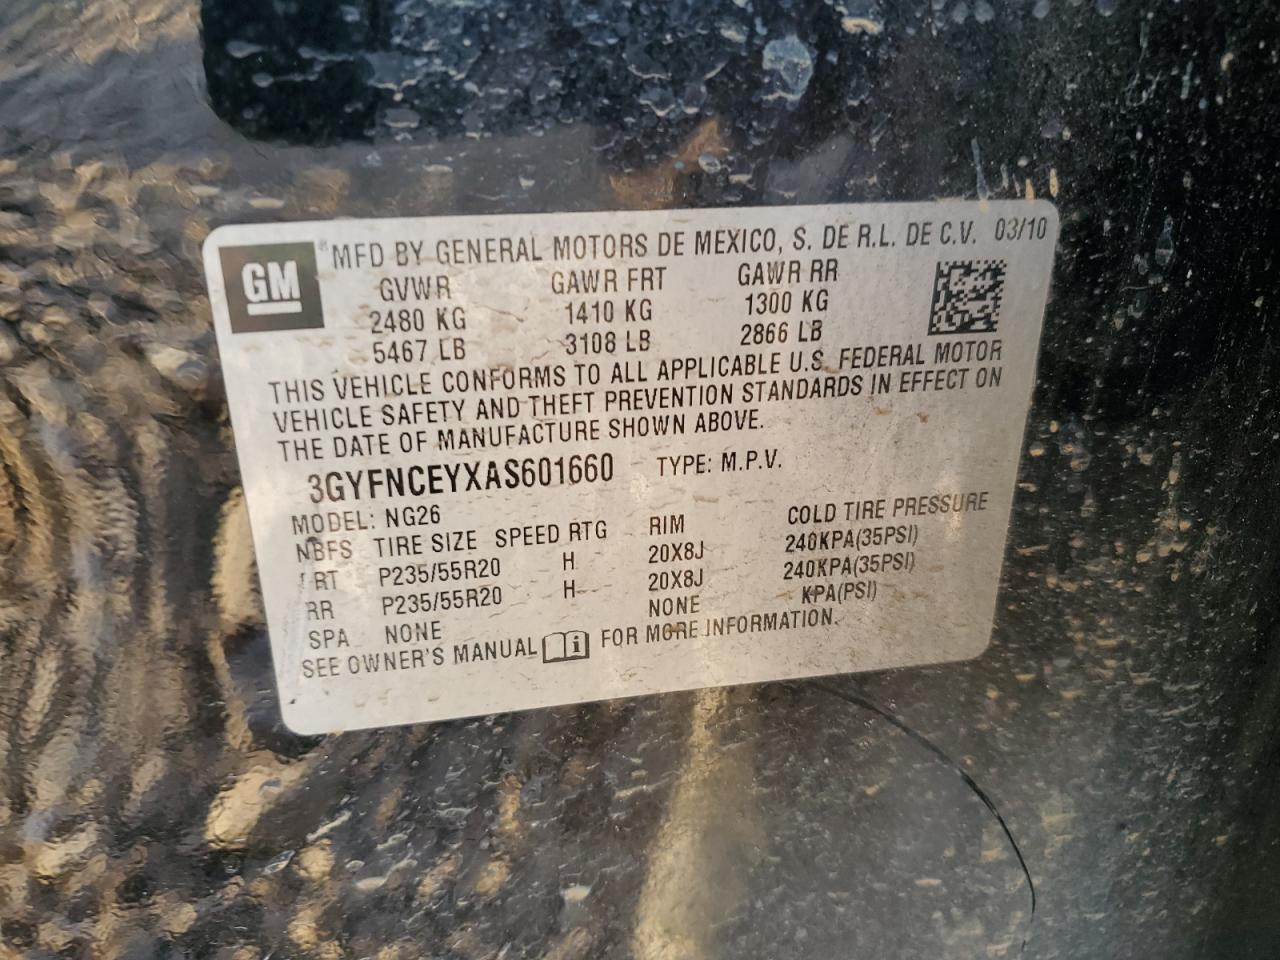 GM ® MFD BY GENERAL MOTORS DE MEXICO, S. DE R.L. DE C.V. 03/10
GVWR GAWR FRT GAWR RR
2480 KG 1410 KG 1300 KG
5467 LB 3108 LB 2866 LB
THIS VEHICLE CONFORMS TO ALL APPLICABLE U.S. FEDERAL MOTOR
VEHICLE SAFETY AND THEFT PREVENTION STANDARDS IN EFFECT ON
THE DATE OF MANUFACTURE SHOWN ABOVE.
3GYFNCEYXAS601660 TYPE: M.P.V.
MODEL: NG26
NBFS TIRE SIZE SPEED RTG RIM COLD TIRE PRESSURE
FRT P235/55R20 H 20X8J 240KPA(35PSI)
RR P235/55R20 H 20X8J 240KPA(35PSI)
SPA NONE NONE KPA(PSI)
SEE OWNER'S MANUAL i FOR MORE INFORMATION.